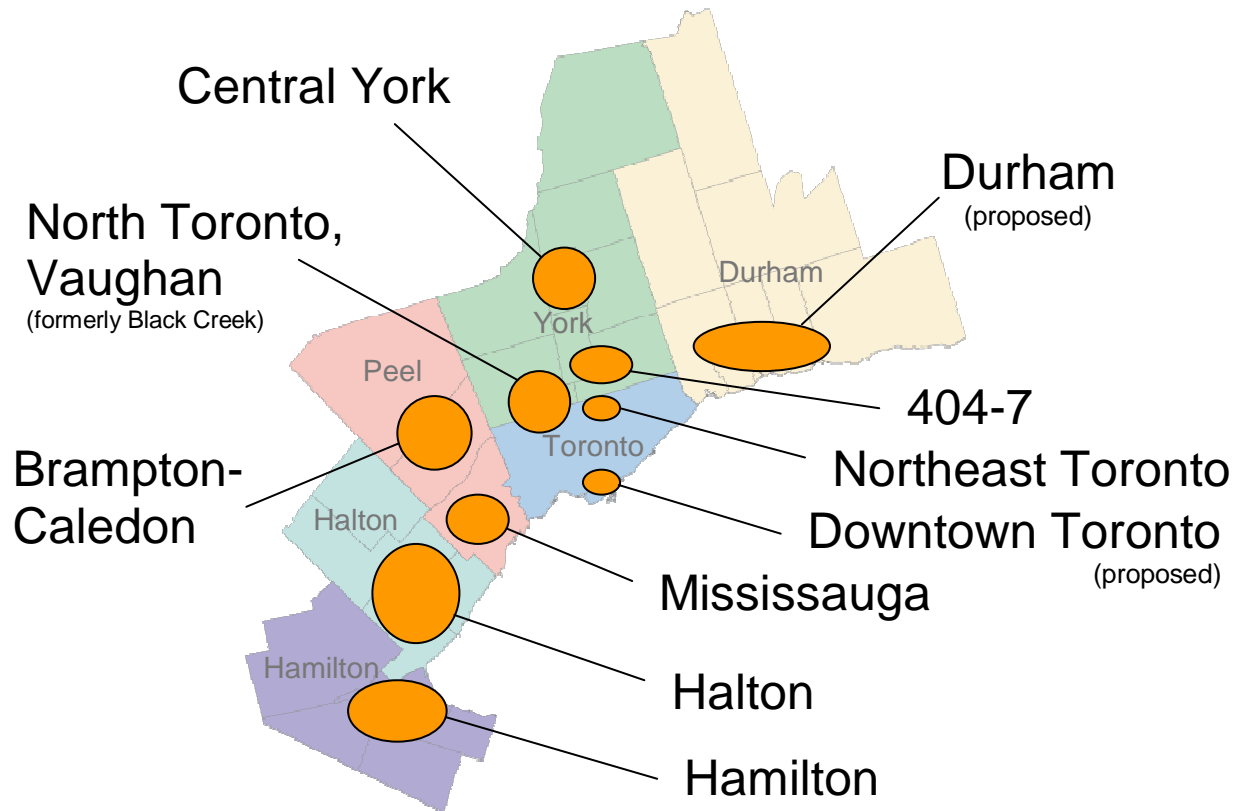 Central York
Durham
(proposed)
North Toronto,
Vaughan
(formerly Black Creek)
Durham
York
Peel
404-7
Toronto
Northeast Toronto
Brampton-
Caledon
Halton
Downtown Toronto
(proposed)
Mississauga
Hamilton
Halton
Hamilton